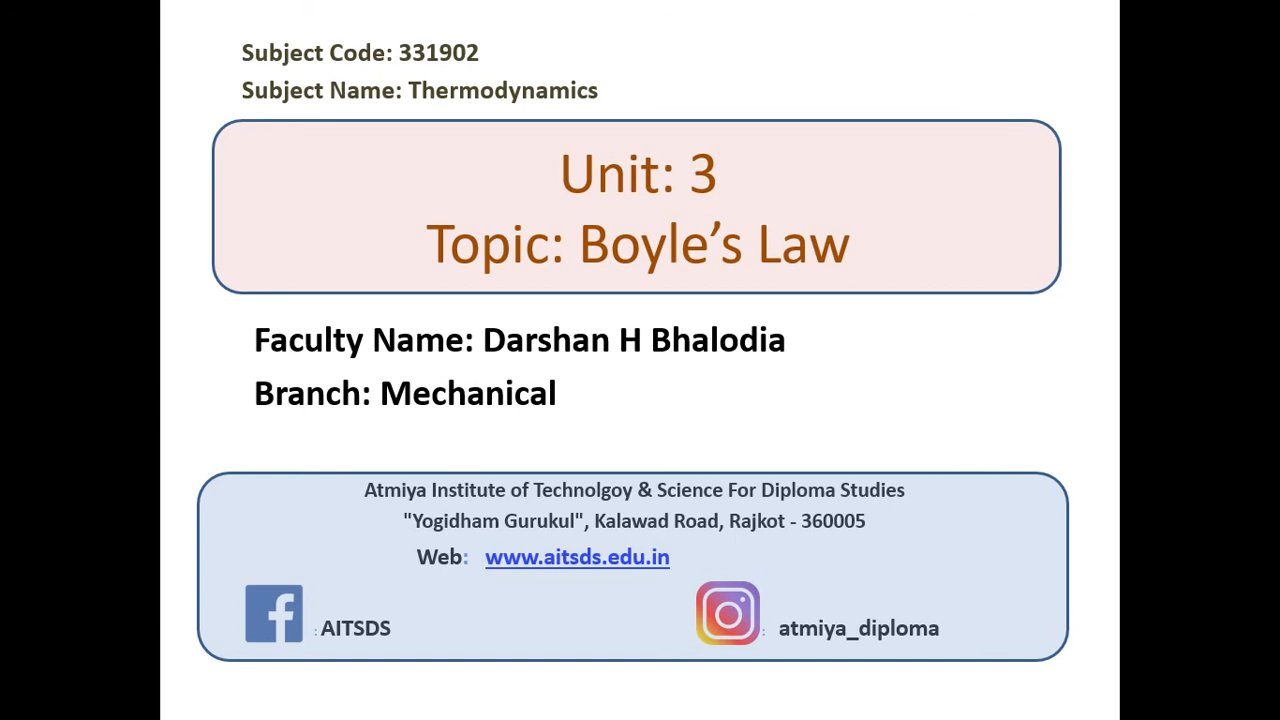 Subject Code: 331902
Subject Name: Thermodynamics
Unit: 3
Topic: Boyle’s Law
Faculty Name: Darshan H Bhalodia
Branch: Mechanical
Atmiya Institute of Technolgoy & Science For Diploma Studies
"Yogidham Gurukul", Kalawad Road, Rajkot - 360005
Web: www.aitsds.edu.in
: AITSDS
: atmiya_diploma